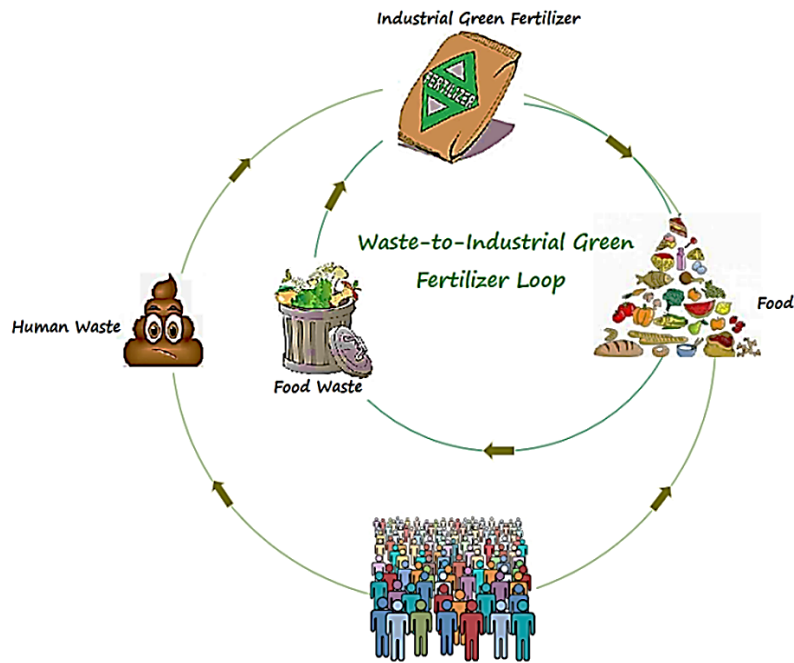 Industrial Green Fertilizer
FERTILIZER
Waste-to-Industrial Green
Fertilizer Loop
Food
Human Waste
Food Waste